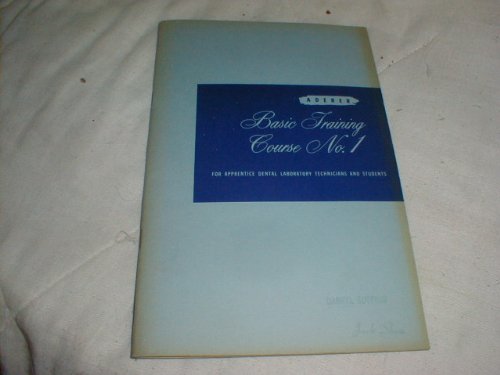 ADERER
Basic Training
Course No. 1
FOR APPRENTICE DENTAL LABORATORY TECHNICIANS AND STUDENTS